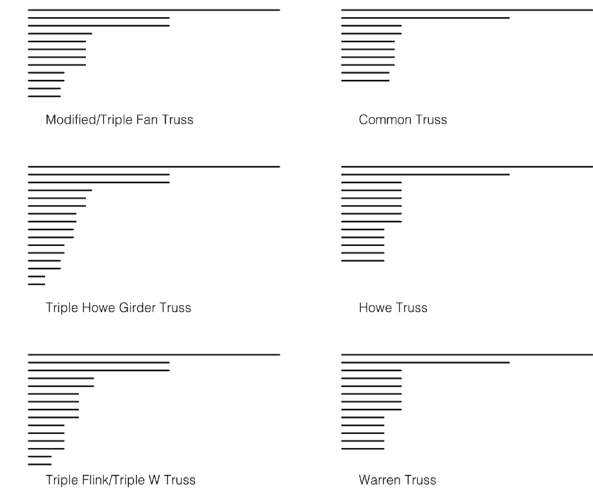 Modified/Triple Fan Truss
Common Truss
Triple Howe Girder Truss
Howe Truss
Triple Flink/Triple W Truss
Warren Truss